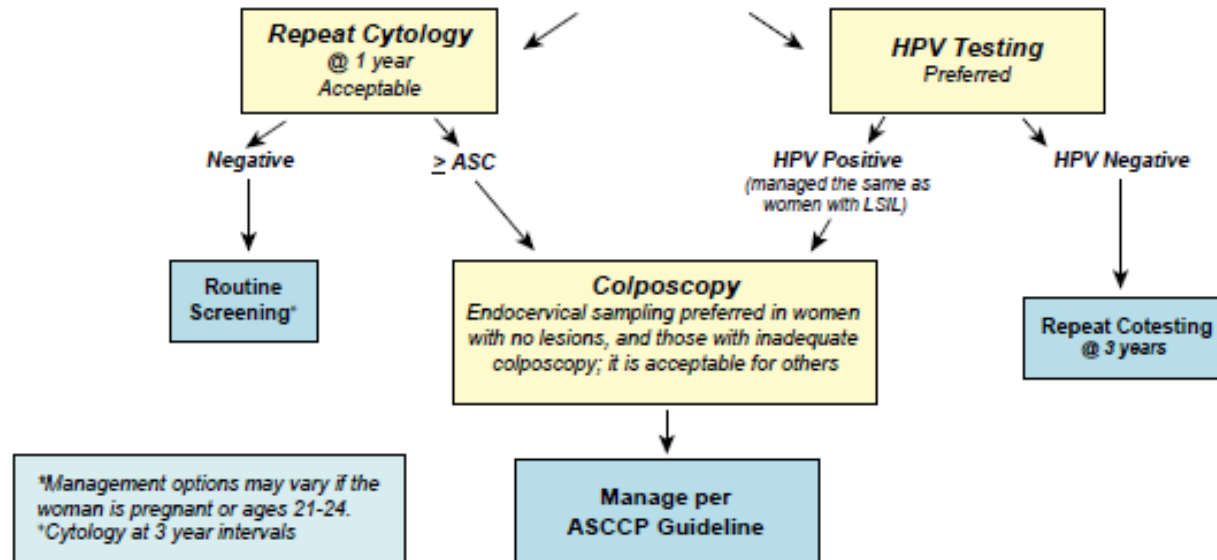 Repeat Cytology
@ 1 year
Acceptable
HPV Testing
Preferred
Negative
≥ ASC
HPV Positive
(managed the same as
women with LSIL)
HPV Negative
Routine
Screening+
Colposcopy
Endocervical sampling preferred in women
with no lesions, and those with inadequate
colposcopy; it is acceptable for others
Repeat Cotesting
@ 3 years
*Management options may vary if the
woman is pregnant or ages 21-24.
+Cytology at 3 year intervals
Manage per
ASCCP Guideline